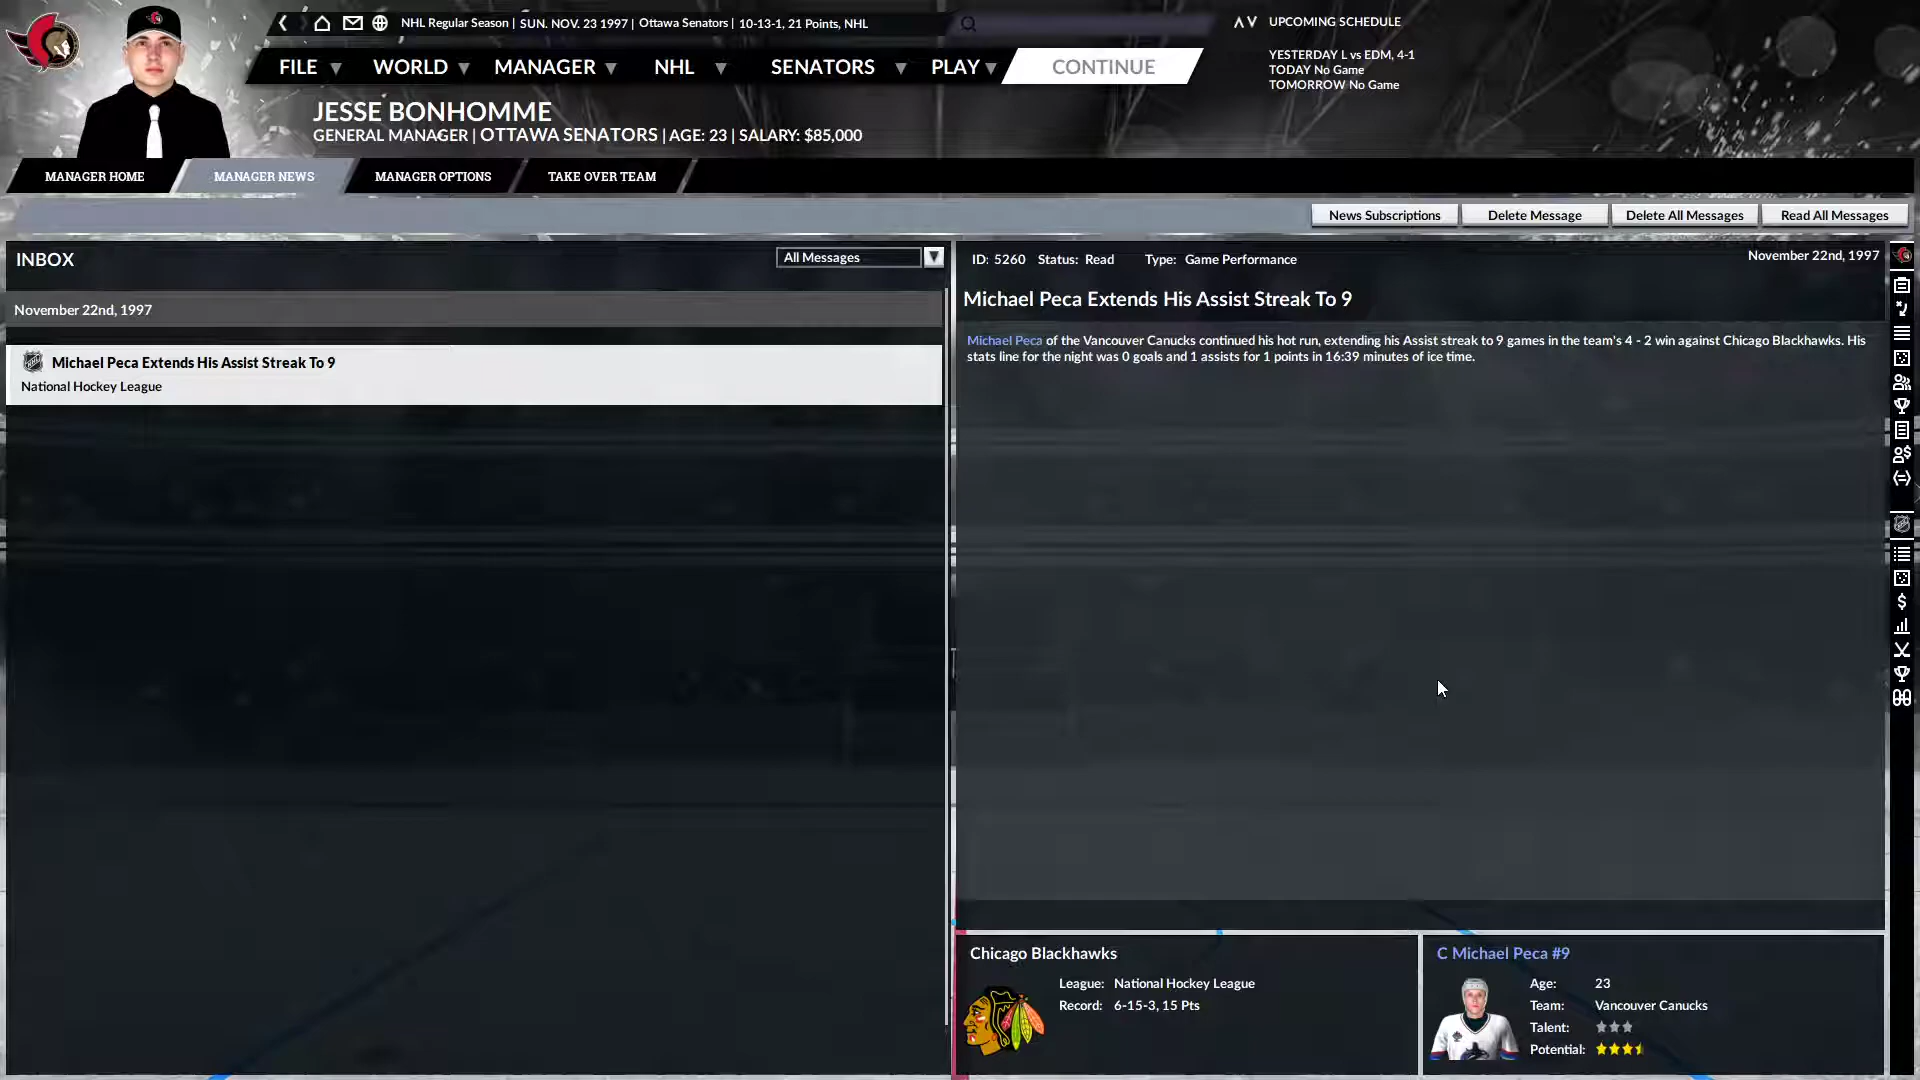 NHL Regular Season | SUN. NOV. 23 1997 | Ottawa Senators | 10-13-1, 21 Points, NHL
UPCOMING SCHEDULE
YESTERDAY L vs EDM, 4-1
TODAY No Game
TOMORROW No Game
FILE WORLD MANAGER NHL SENATORS PLAY CONTINUE
JESSE BONHOMME
GENERAL MANAGER | OTTAWA SENATORS | AGE: 23 | SALARY: $85,000
MANAGER HOME MANAGER NEWS MANAGER OPTIONS TAKE OVER TEAM
News Subscriptions Delete Message Delete All Messages Read All Messages
INBOX All Messages
November 22nd, 1997
Michael Peca Extends His Assist Streak To 9
National Hockey League
ID: 5260 Status: Read Type: Game Performance November 22nd, 1997
Michael Peca Extends His Assist Streak To 9
Michael Peca of the Vancouver Canucks continued his hot run, extending his Assist streak to 9 games in the team's 4 - 2 win against Chicago Blackhawks. His
stats line for the night was 0 goals and 1 assists for 1 points in 16:39 minutes of ice time.
Chicago Blackhawks
League: National Hockey League
Record: 6-15-3, 15 Pts
C Michael Peca #9
Age: 23
Team: Vancouver Canucks
Talent:
Potential: